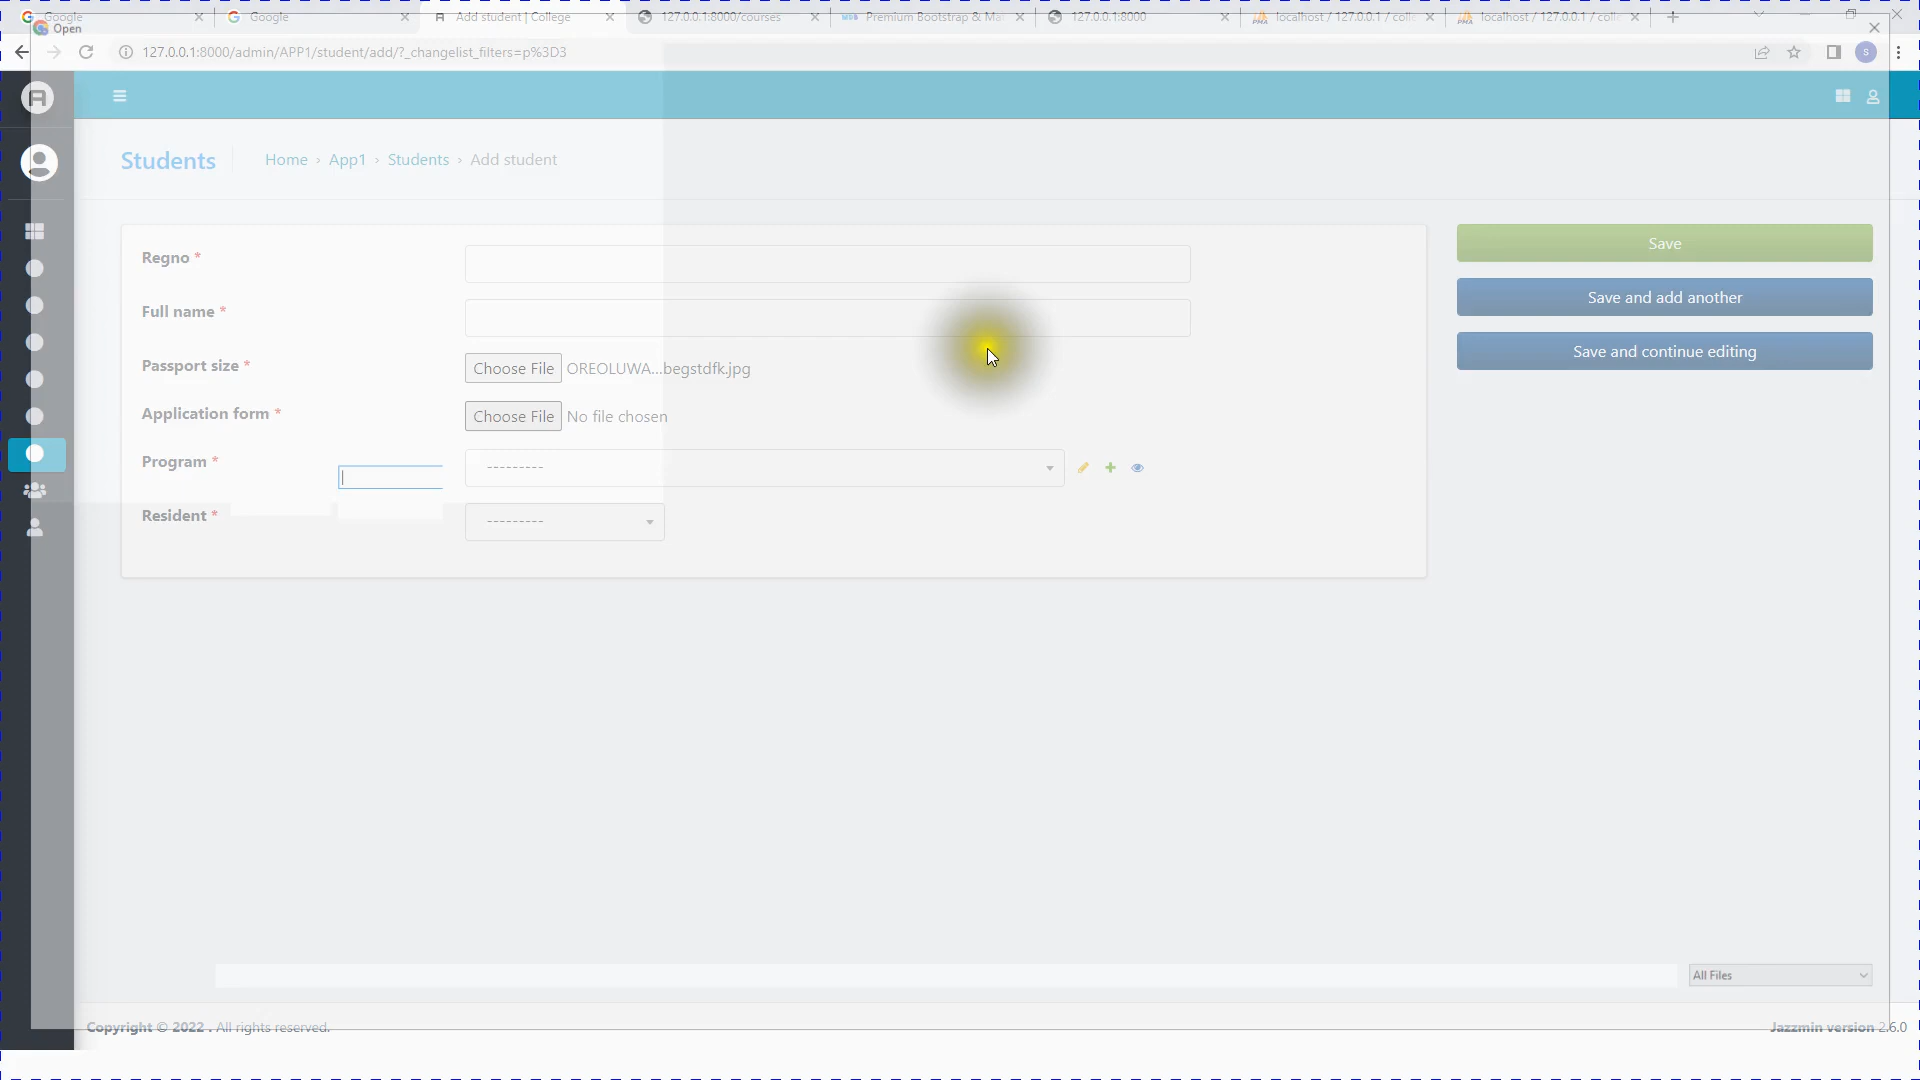 Google
Google
Add student | College
127.0.0.1:8000/courses
Premium Bootstrap & Ma
127.0.0.1:8000
localhost / 127.0.0.1 / colle
localhost / 127.0.0.1 / colle
Open
127.0.0.1:8000/admin/APP1/student/add/?_changelist_filters=p%3D3
S
Students
Home › App1 › Students › Add student
Regno *
Full name *
Passport size *
Choose File OREOLUWA...begstdfk.jpg
Application form *
Choose File No file chosen
Program *
---------
Resident *
---------
Save
Save and add another
Save and continue editing
All Files
Copyright © 2022 . All rights reserved.
Jazzmin version 2.6.0